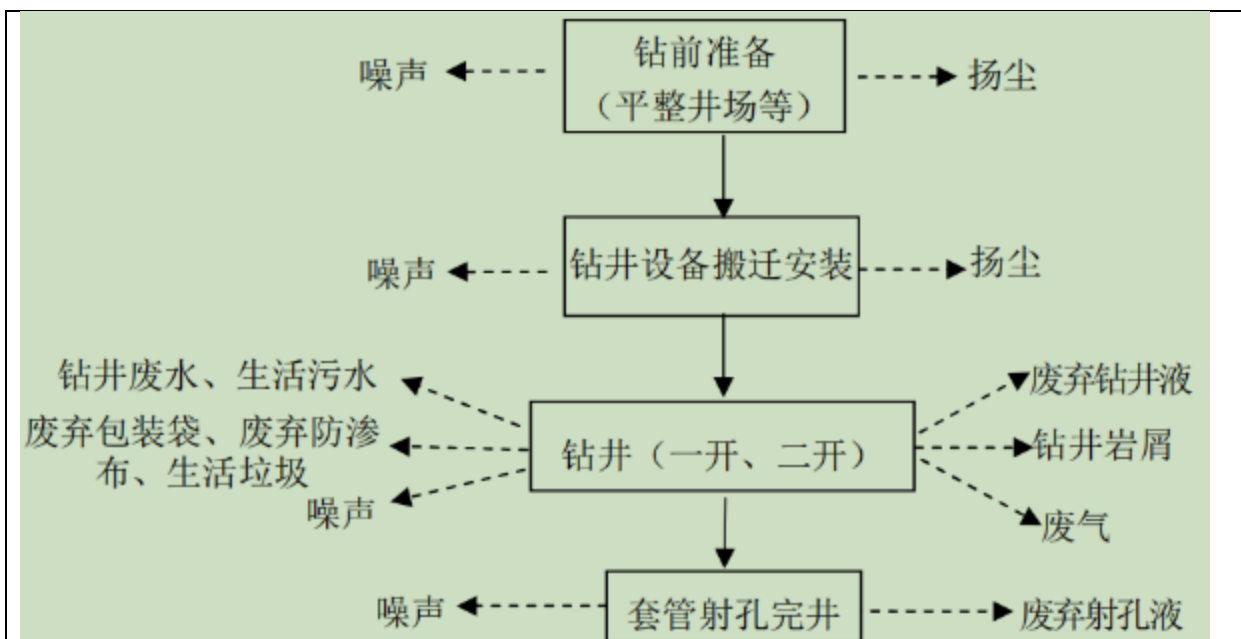 噪声
钻前准备
（平整井场等）
扬尘
噪声
钻井设备搬迁安装
扬尘
钻井废水、生活污水
废弃包装袋、废弃防渗
布、生活垃圾
噪声
钻井（一开、二开）
废弃钻井液
钻井岩屑
废气
噪声
套管射孔完井
废弃射孔液